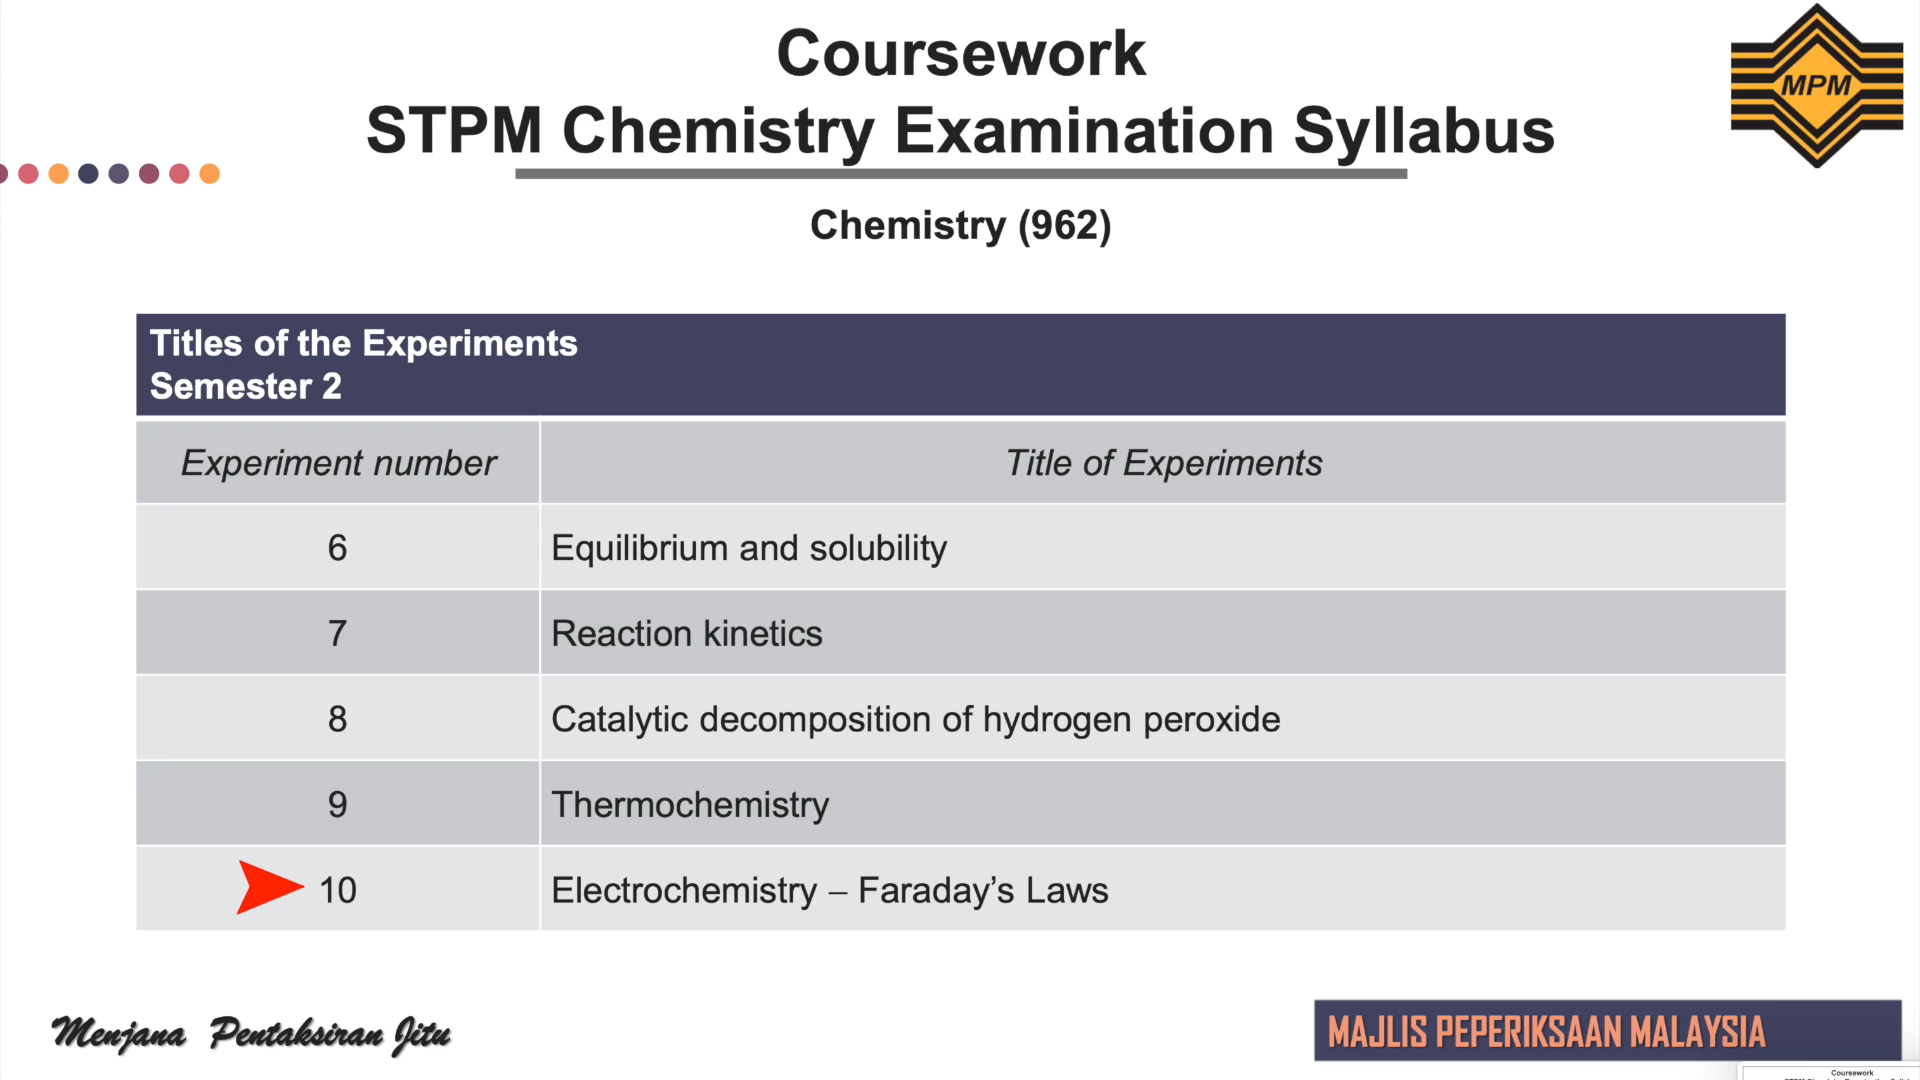 Coursework
STPM Chemistry Examination Syllabus
MPM
Chemistry (962)
Titles of the Experiments
Semester 2
Experiment number Title of Experiments
6 Equilibrium and solubility
7 Reaction kinetics
8 Catalytic decomposition of hydrogen peroxide
9 Thermochemistry
10 Electrochemistry – Faraday’s Laws
Menjana Pentaksiran Jitu
MAJLIS PEPERIKSAAN MALAYSIA
Coursework